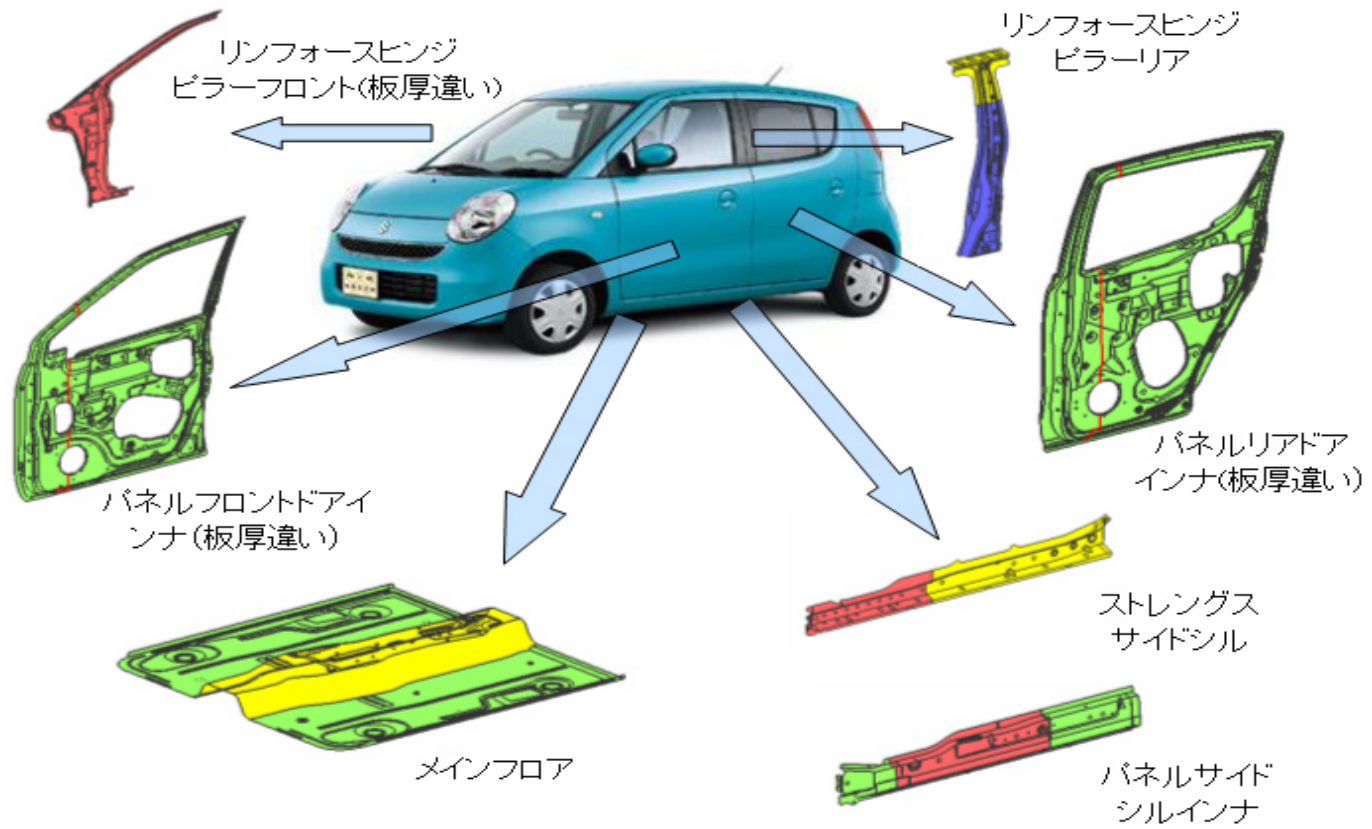 リンフォースヒンジ
ピラーフロント(板厚違い)
リンフォースヒンジ
ピラーリア
パネルフロントドアイ
ンナ(板厚違い)
パネルリアドア
インナ(板厚違い)
メインフロア
ストレングス
サイドシル
パネルサイド
シルインナ